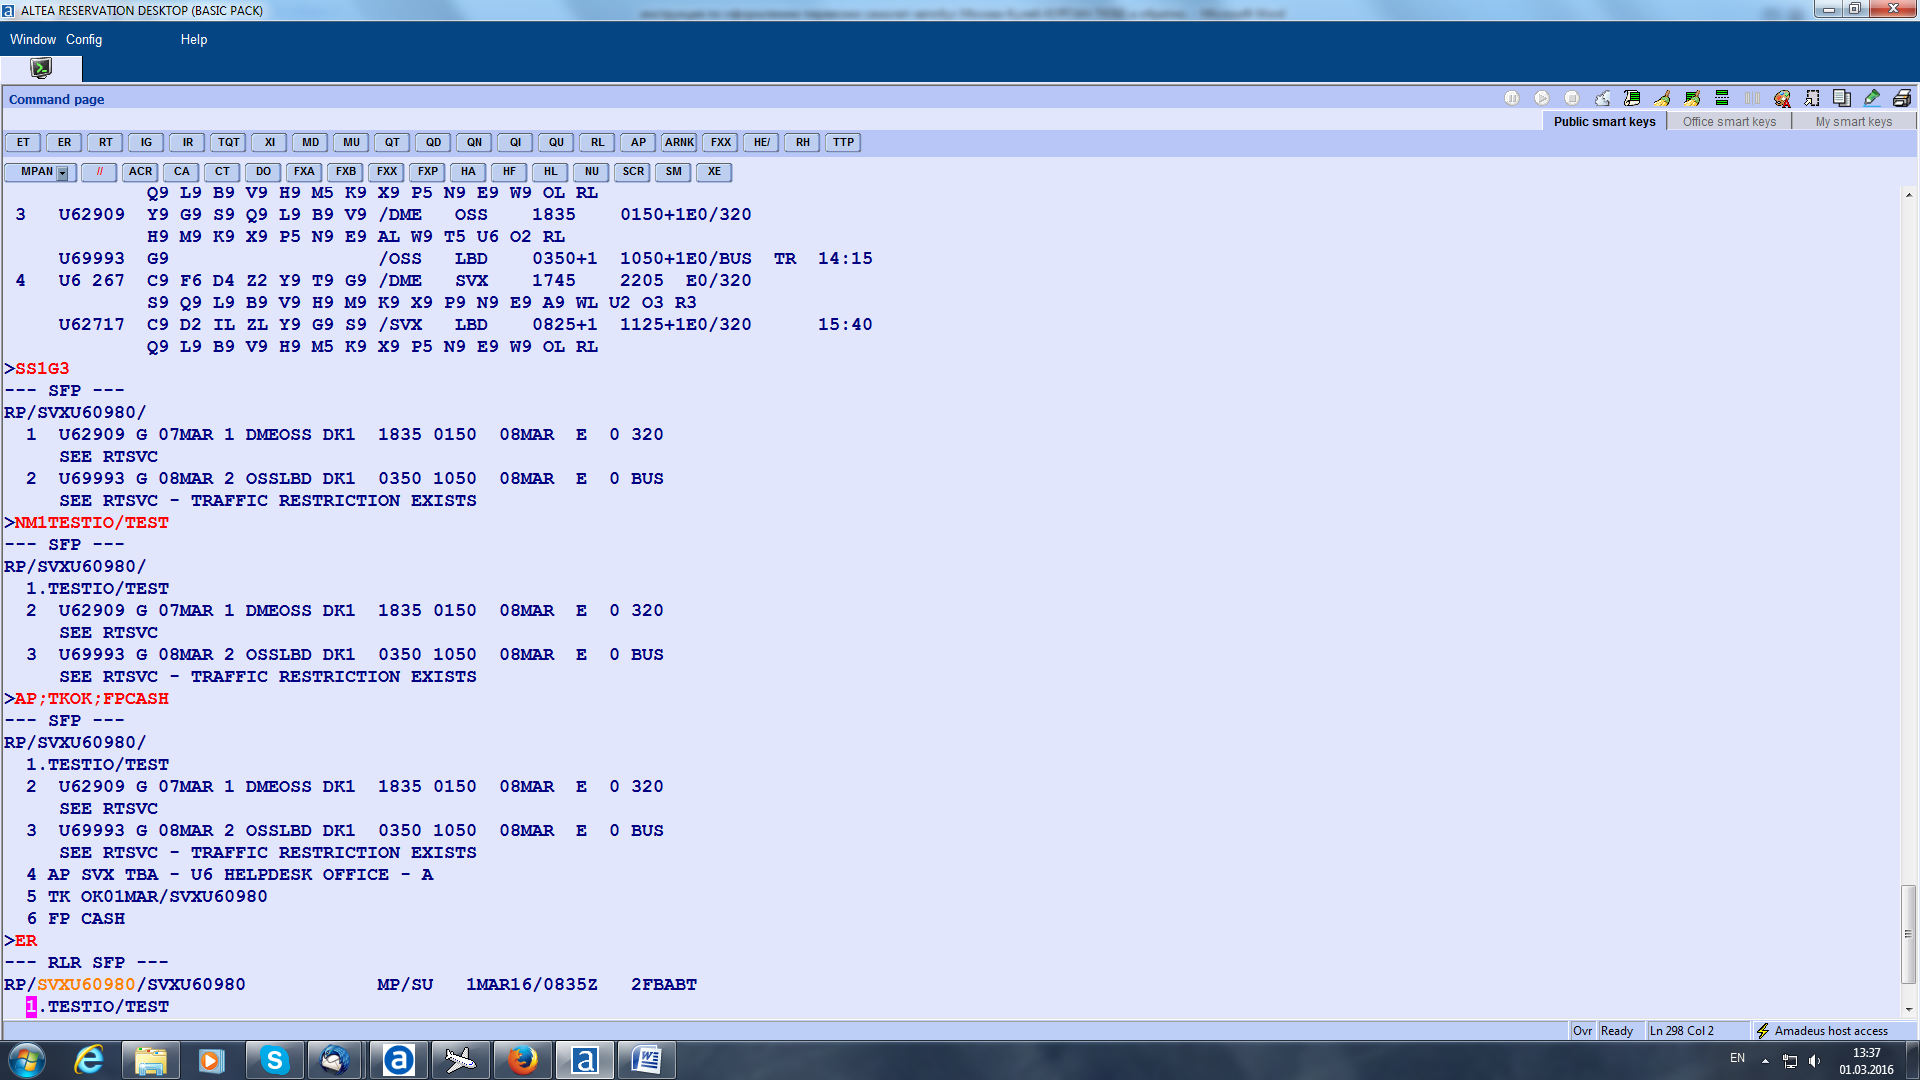 ALTEA RESERVATION DESKTOP (BASIC PACK)
Window Config Help
Command page
Public smart keys Office smart keys My smart keys
ET ER RT IG IR TQT XI MD MU QT QD QN QI QU RL AP ARNK FXX HE/ RH TTP
MPAN // ACR CA CT DO FXA FXB FXX FXP HA HF HL NU SCR SM XE
Q9 L9 B9 V9 H9 M5 K9 X9 P5 N9 E9 W9 OL RL
3 U62909 Y9 G9 S9 Q9 L9 B9 V9 /DME OSS 1835 0150+1E0/320
H9 M9 K9 X9 P5 N9 E9 AL W9 T5 U6 O2 RL
U69993 G9 /OSS LBD 0350+1 1050+1E0/BUS TR 14:15
4 U6 267 C9 F6 D4 Z2 Y9 T9 G9 /DME SVX 1745 2205 E0/320
S9 Q9 L9 B9 V9 H9 M9 K9 X9 P9 N9 E9 A9 WL U2 O3 R3
U62717 C9 D2 IL ZL Y9 G9 S9 /SVX LBD 0825+1 1125+1E0/320 15:40
Q9 L9 B9 V9 H9 M5 K9 X9 P5 N9 E9 W9 OL RL
>SS1G3
--- SFP ---
RP/SVXU60980/
1 U62909 G 07MAR 1 DMEOSS DK1 1835 0150 08MAR E 0 320
SEE RTSVC
2 U69993 G 08MAR 2 OSSLBD DK1 0350 1050 08MAR E 0 BUS
SEE RTSVC - TRAFFIC RESTRICTION EXISTS
>NM1TESTIO/TEST
--- SFP ---
RP/SVXU60980/
1.TESTIO/TEST
2 U62909 G 07MAR 1 DMEOSS DK1 1835 0150 08MAR E 0 320
SEE RTSVC
3 U69993 G 08MAR 2 OSSLBD DK1 0350 1050 08MAR E 0 BUS
SEE RTSVC - TRAFFIC RESTRICTION EXISTS
>AP;TKOK;FPCASH
--- SFP ---
RP/SVXU60980/
1.TESTIO/TEST
2 U62909 G 07MAR 1 DMEOSS DK1 1835 0150 08MAR E 0 320
SEE RTSVC
3 U69993 G 08MAR 2 OSSLBD DK1 0350 1050 08MAR E 0 BUS
SEE RTSVC - TRAFFIC RESTRICTION EXISTS
4 AP SVX TBA - U6 HELPDESK OFFICE - A
5 TK OK01MAR/SVXU60980
6 FP CASH
>ER
--- RLR SFP ---
RP/SVXU60980/SVXU60980 MP/SU 1MAR16/0835Z 2FBABT
1.TESTIO/TEST
Ovr Ready Ln 298 Col 2 Amadeus host access
EN 13:37
01.03.2016